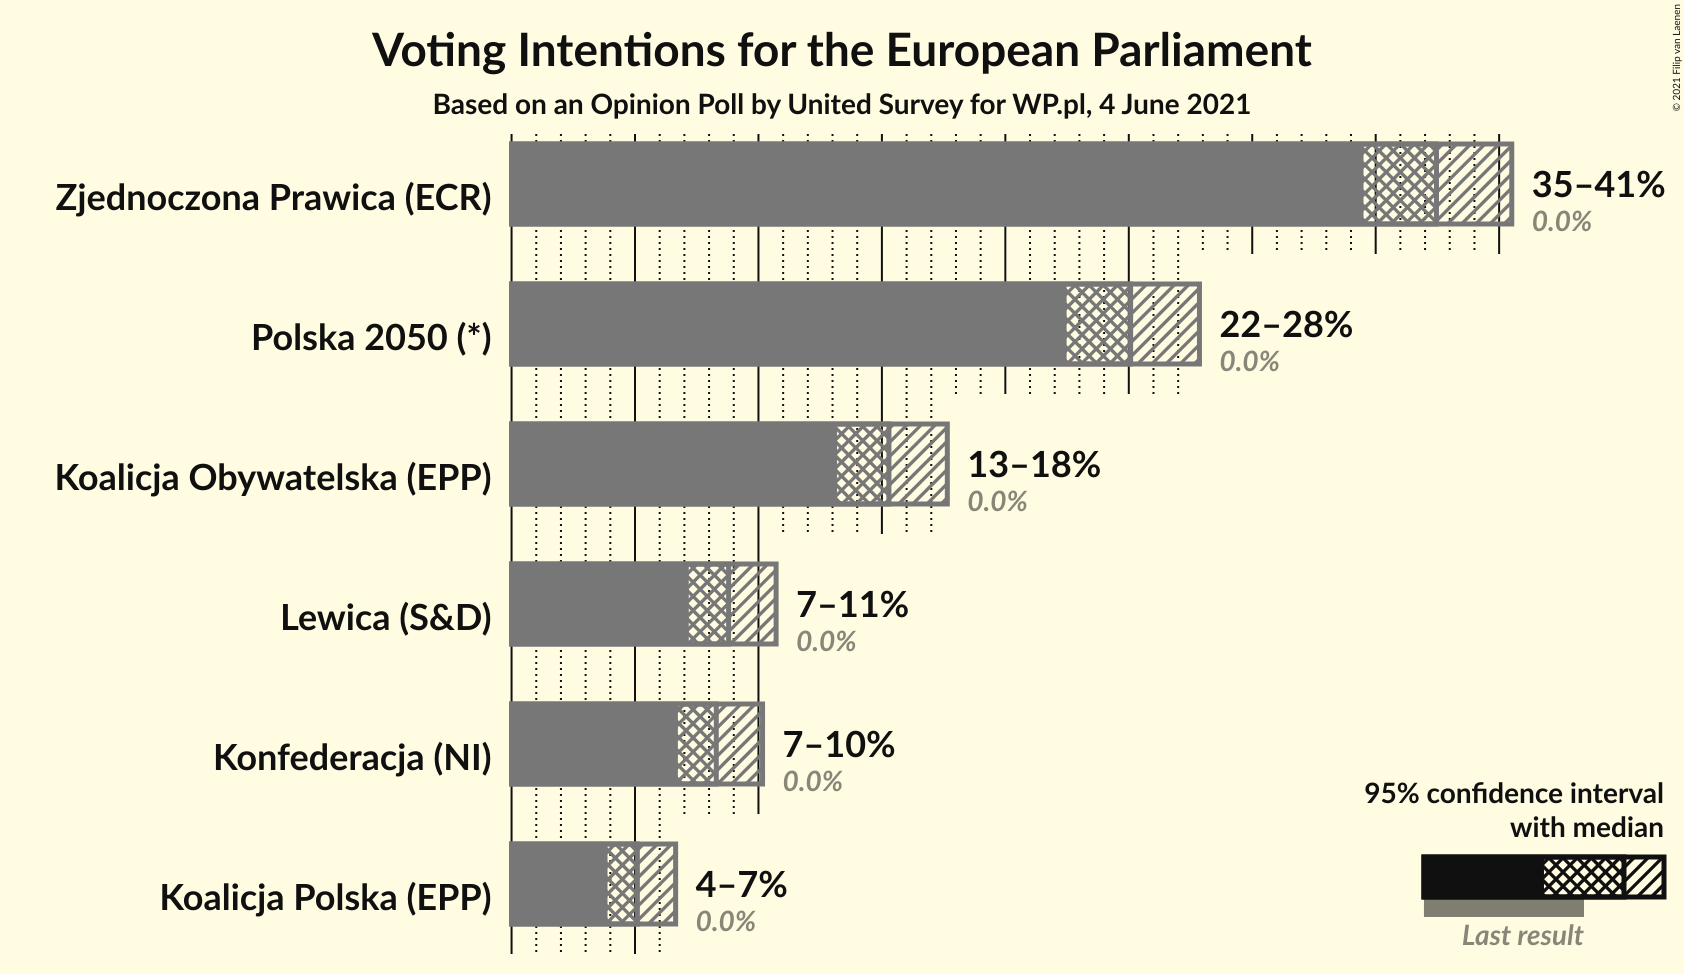 Voting Intentions for the European Parliament
Based on an Opinion Poll by United Survey for WP.pl, 4 June 2021
© 2021 Filip van Laenen
Zjednoczona Prawica (ECR)
35–41%
0.0%
Polska 2050 (*)
22–28%
0.0%
Koalicja Obywatelska (EPP)
13–18%
0.0%
Lewica (S&D)
7–11%
0.0%
Konfederacja (NI)
7–10%
0.0%
Koalicja Polska (EPP)
4–7%
0.0%
95% confidence interval
with median
Last result